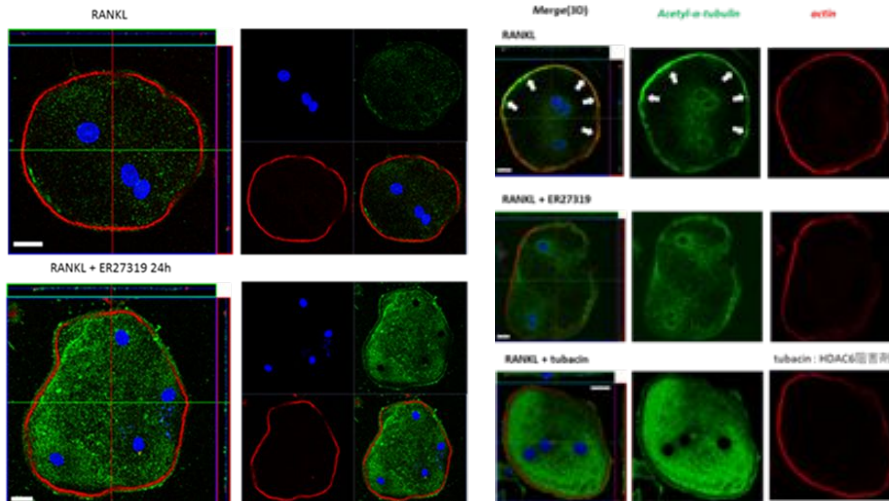 RANKL
RANKL + ER27319 24h
Merge(3D) Acetyl-α-tubulin actin
RANKL
RANKL + ER27319
RANKL + tubacin
tubacin : HDAC6阻害剤